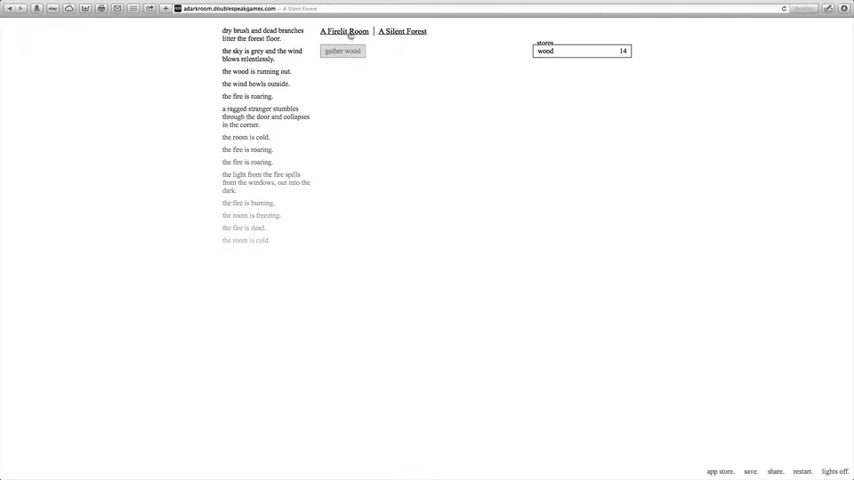 adarkroom.doublespeakgames.com — A Silent Forest
A Firelit Room | A Silent Forest
gather wood
stores
wood 14
dry brush and dead branches
litter the forest floor.
the sky is grey and the wind
blows relentlessly.
the wood is running out.
the wind howls outside.
the fire is roaring.
a ragged stranger stumbles
through the door and collapses
in the corner.
the room is cold.
the fire is roaring.
the fire is roaring.
the light from the fire spills
from the windows, out into the
dark.
the fire is burning.
the room is freezing.
the fire is dead.
the room is cold.
app store. save. share. restart. lights off.